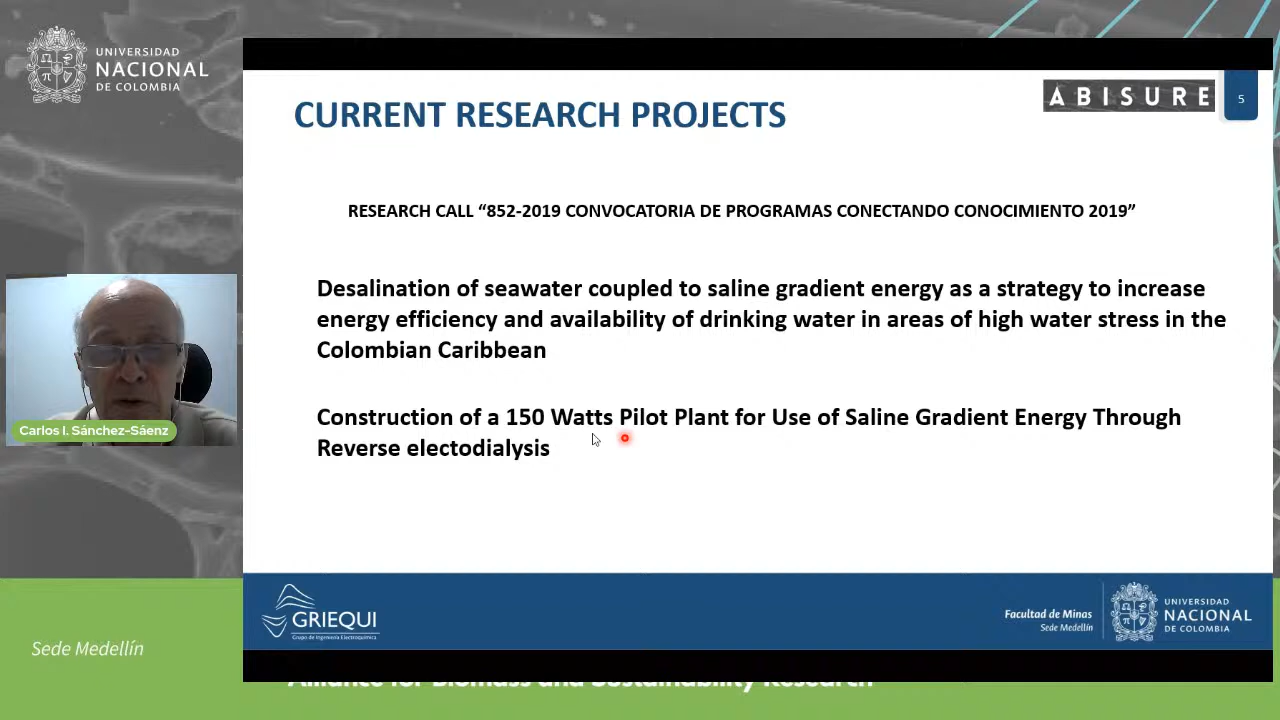 UNIVERSIDAD
NACIONAL
DE COLOMBIA
CURRENT RESEARCH PROJECTS
ABISURE
5
RESEARCH CALL “852-2019 CONVOCATORIA DE PROGRAMAS CONECTANDO CONOCIMIENTO 2019”
Desalination of seawater coupled to saline gradient energy as a strategy to increase
energy efficiency and availability of drinking water in areas of high water stress in the
Colombian Caribbean
Construction of a 150 Watts Pilot Plant for Use of Saline Gradient Energy Through
Reverse electodialysis
Carlos I. Sánchez-Sáenz
GRIEQUI
Grupo de Ingeniería Electroquímica
Facultad de Minas
Sede Medellín
UNIVERSIDAD
NACIONAL
DE COLOMBIA
Sede Medellín
Alliance for Biomass and Sustainability Research